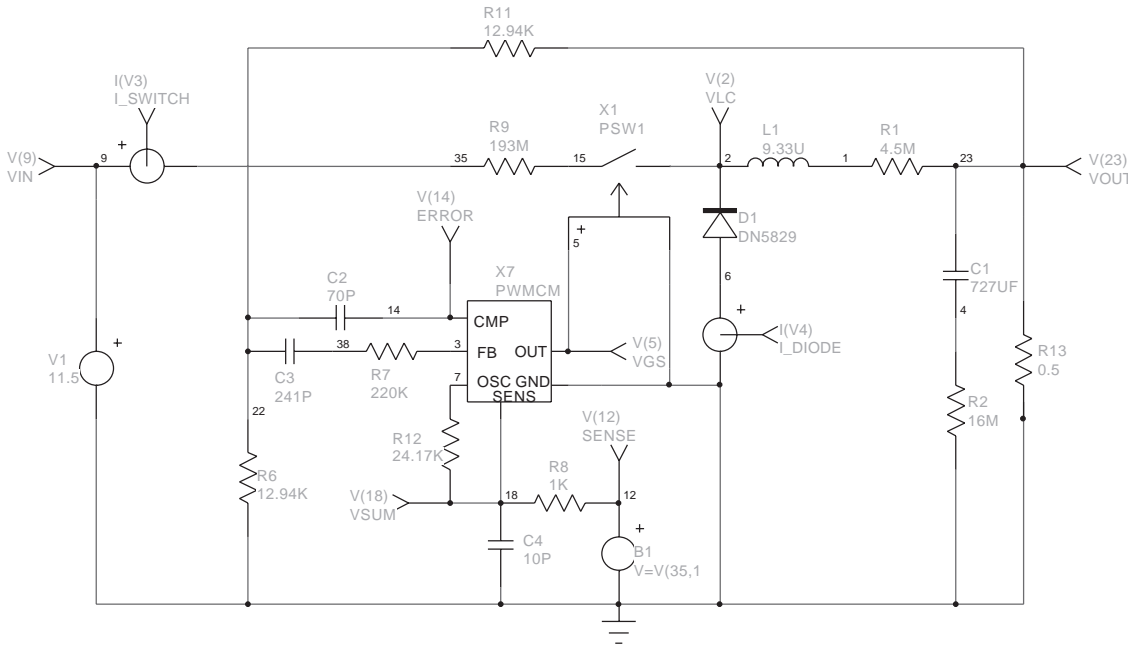 R11
12.94K
I(V3)
I_SWITCH
V(2)
VLC
X1
PSW1
R9
193M
L1
9.33U
R1
4.5M
+
V(9)
VIN
9
35
15
2
1
23
V(23)
VOUT
V(14)
ERROR
+
5
D1
DN5829
X7
PWMCM
C2
70P
14
6
C1
727UF
4
+
CMP
V1
11.5
+
38
3
FB
OUT
V(5)
VGS
I(V4)
I_DIODE
R13
0.5
C3
241P
R7
220K
7
OSC
GND
SENS
22
R2
16M
V(12)
SENSE
R12
24.17K
R8
1K
R6
12.94K
V(18)
VSUM
18
12
+
C4
10P
B1
V=V(35,1